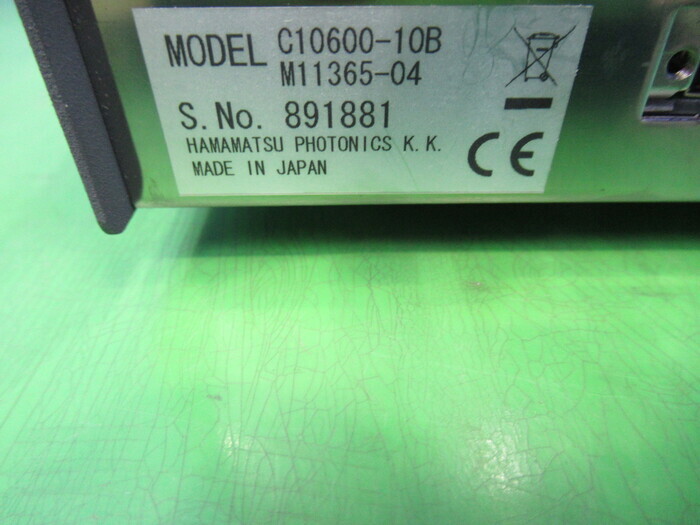 MODEL C10600-10B
M11365-04
S.No. 891881
HAMAMATSU PHOTONICS K.K.
MADE IN JAPAN
CE